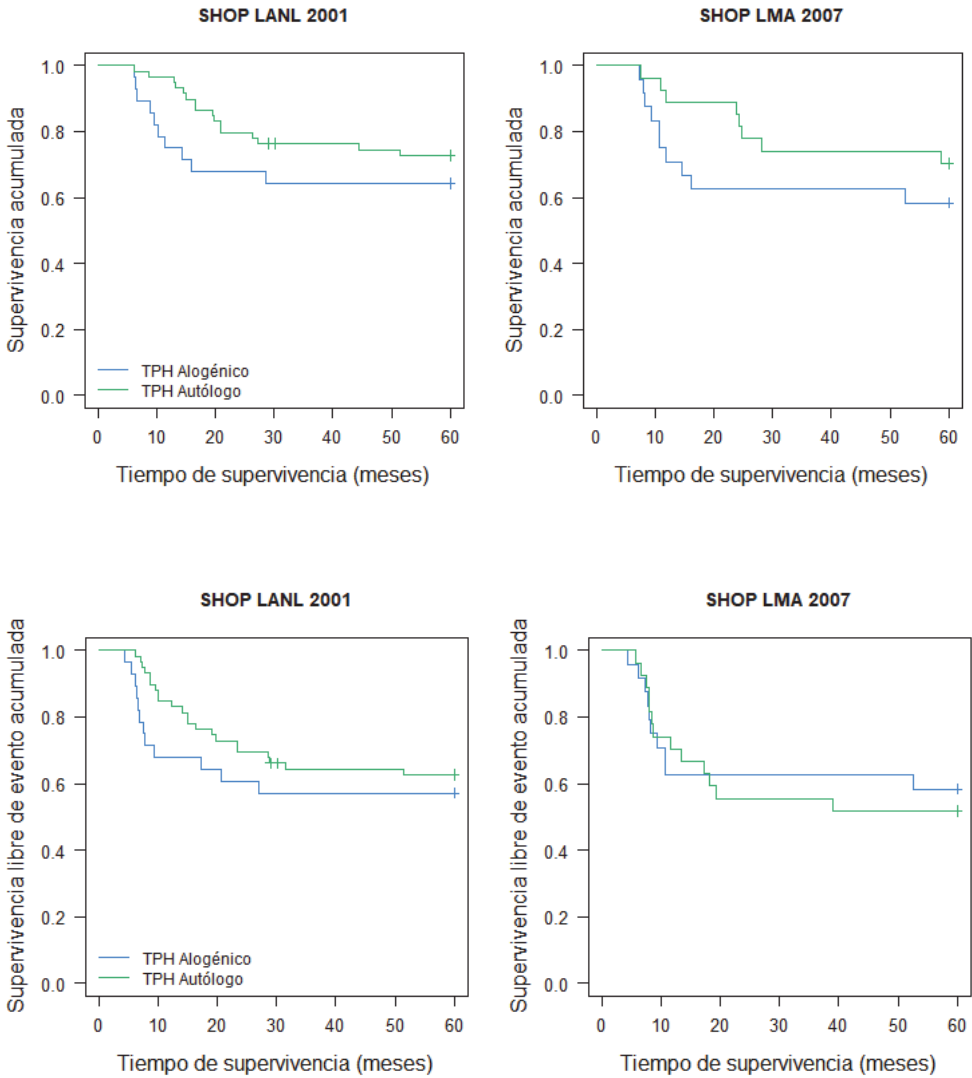 SHOP LANL 2001
Supervivencia acumulada
1.0
0.8
0.6
0.4
0.2
0.0
TPH Alogénico
TPH Autólogo
0 10 20 30 40 50 60
Tiempo de supervivencia (meses)
SHOP LMA 2007
Supervivencia acumulada
1.0
0.8
0.6
0.4
0.2
0.0
0 10 20 30 40 50 60
Tiempo de supervivencia (meses)
SHOP LANL 2001
Supervivencia libre de evento acumulada
1.0
0.8
0.6
0.4
0.2
0.0
TPH Alogénico
TPH Autólogo
0 10 20 30 40 50 60
Tiempo de supervivencia (meses)
SHOP LMA 2007
Supervivencia libre de evento acumulada
1.0
0.8
0.6
0.4
0.2
0.0
0 10 20 30 40 50 60
Tiempo de supervivencia (meses)